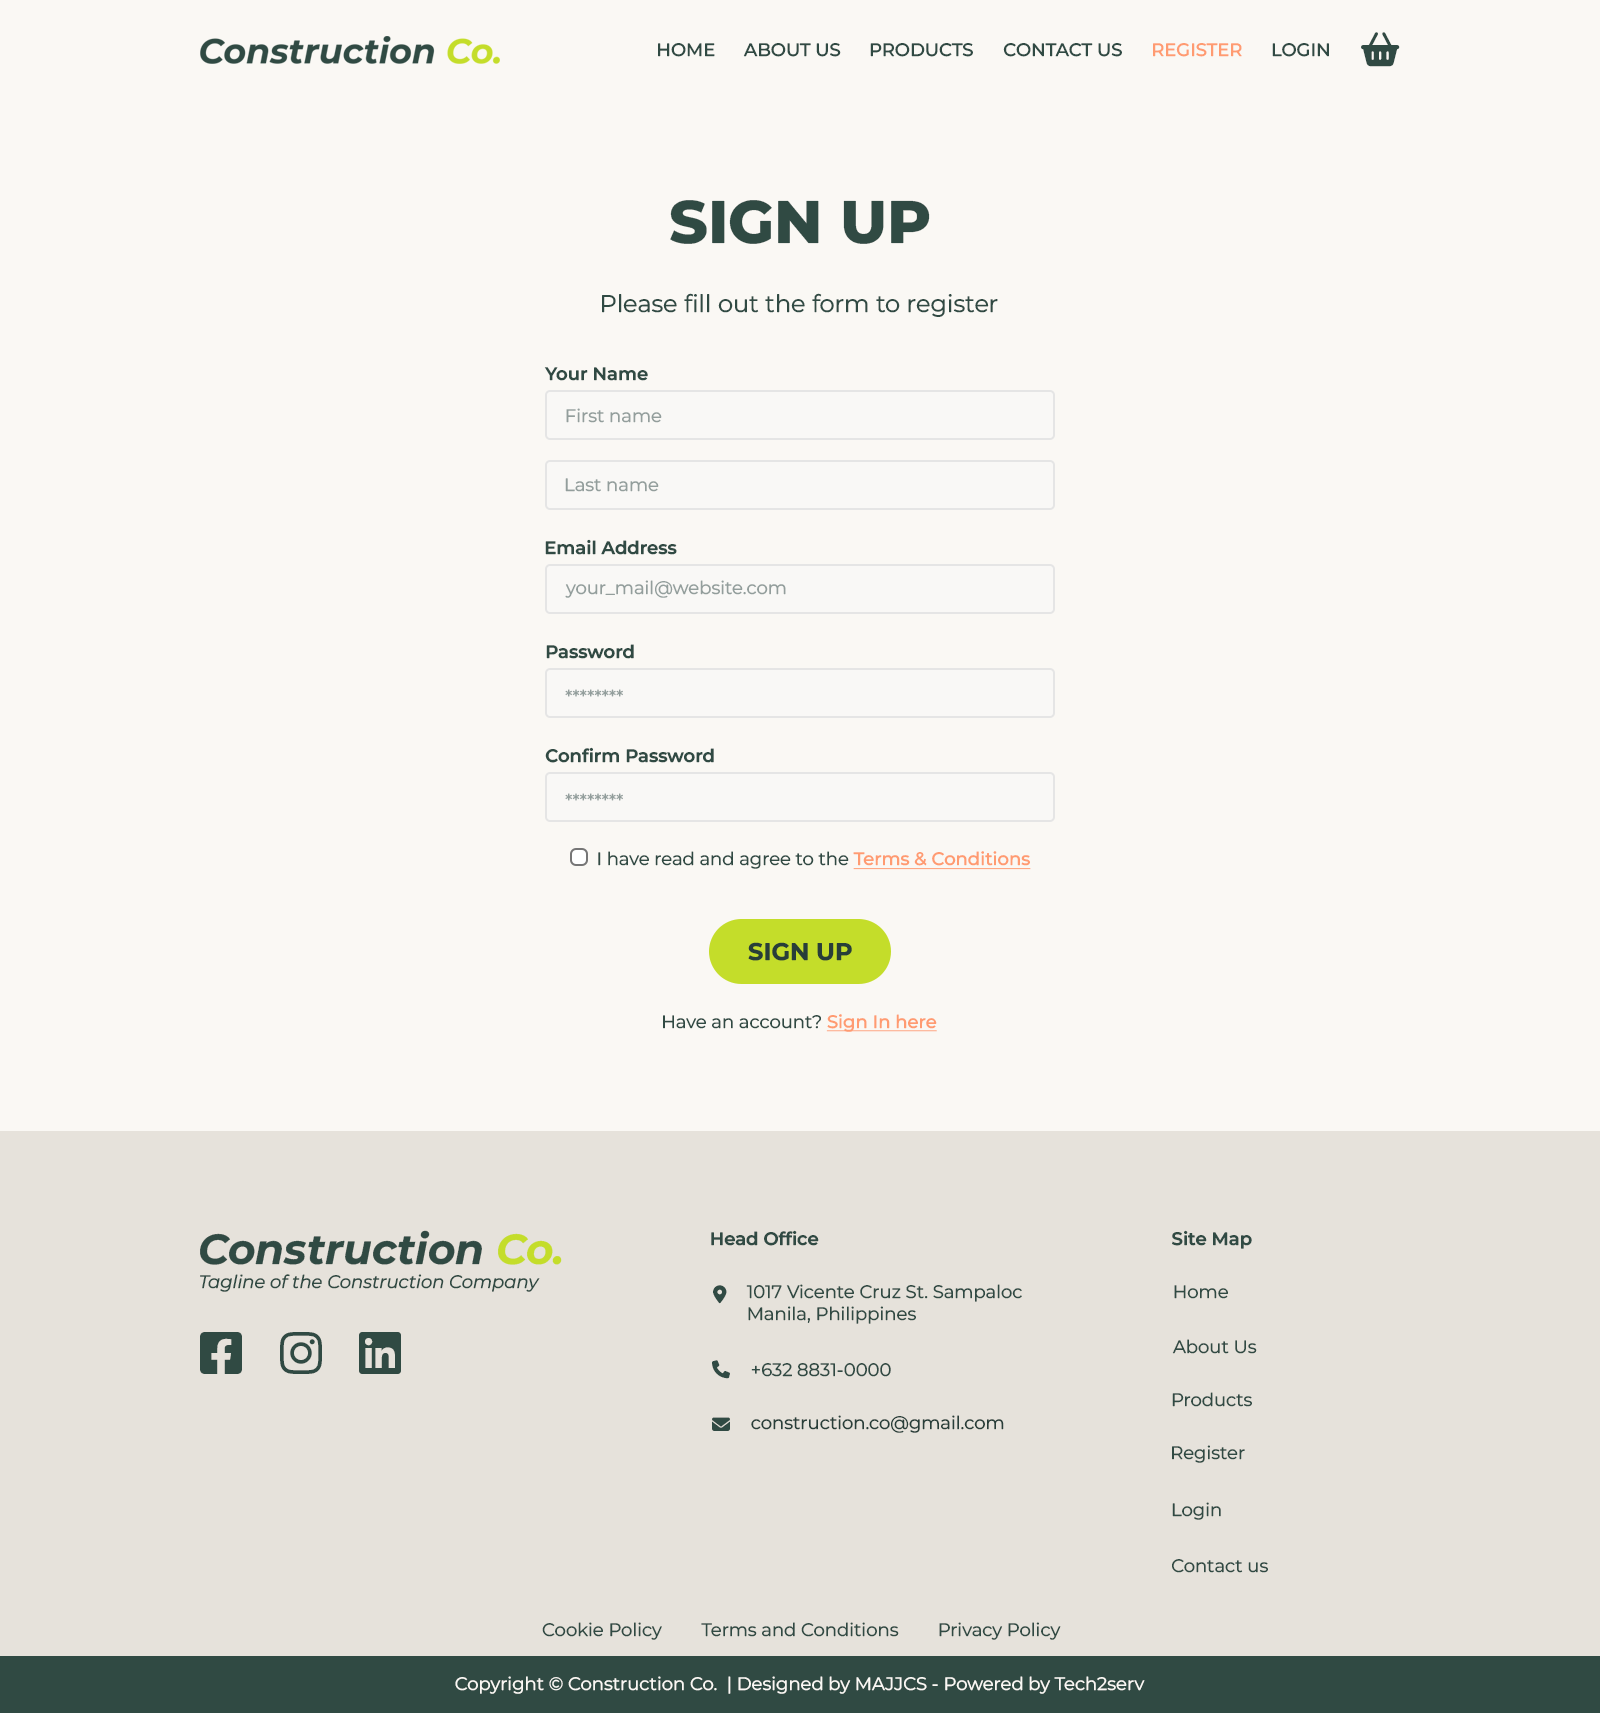 Construction Co.
HOME ABOUT US PRODUCTS CONTACT US REGISTER LOGIN
SIGN UP
Please fill out the form to register
Your Name
First name
Last name
Email Address
your_mail@website.com
Password
********
Confirm Password
********
I have read and agree to the Terms & Conditions
SIGN UP
Have an account? Sign In here
Construction Co.
Tagline of the Construction Company
Head Office
1017 Vicente Cruz St. Sampaloc
Manila, Philippines
+632 8831-0000
construction.co@gmail.com
Site Map
Home
About Us
Products
Register
Login
Contact us
Cookie Policy Terms and Conditions Privacy Policy
Copyright © Construction Co. | Designed by MAJJCS - Powered by Tech2serv